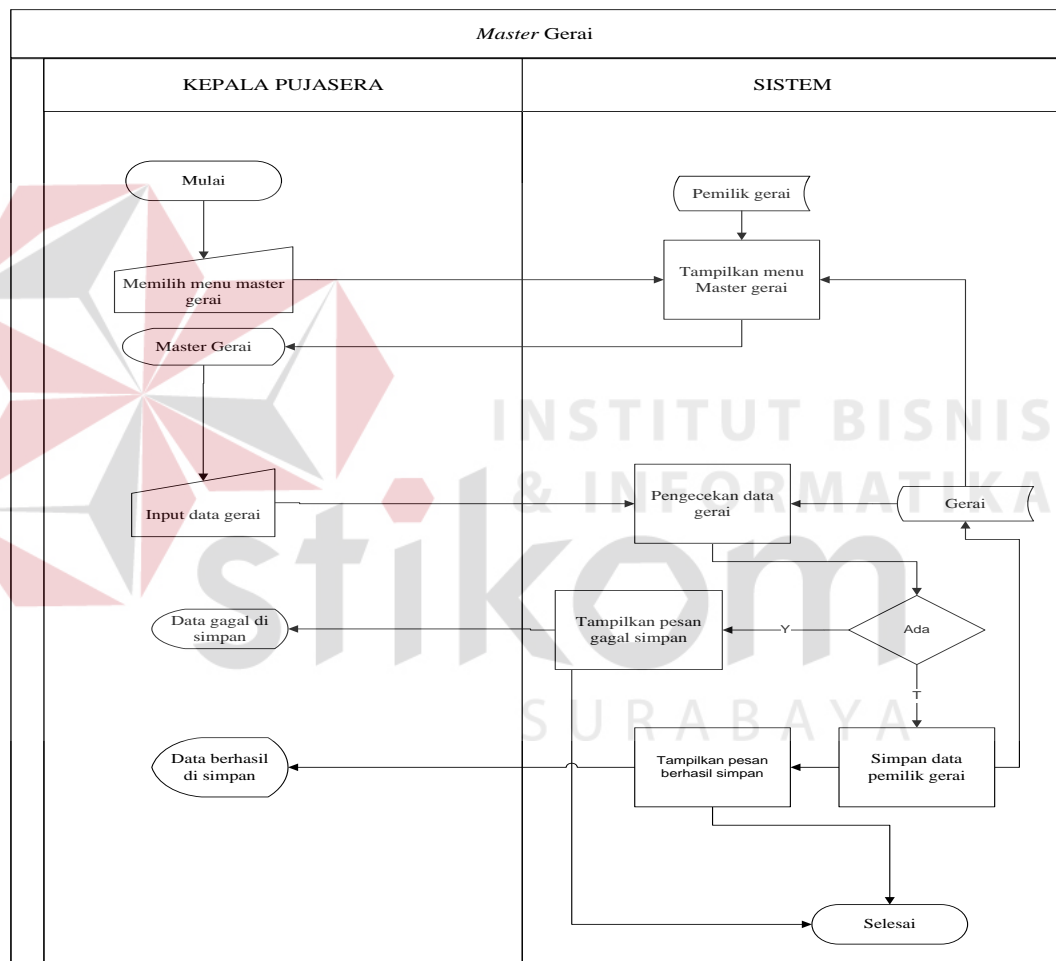 Master Gerai
KEPALA PUJASERA
SISTEM
Mulai
Pemilik gerai
Memilih menu master
gerai
Tampilkan menu
Master gerai
Master Gerai
INSTITUT BISNIS
& INFORMATIKA
stikom
SURABAYA
Input data gerai
Pengecekan data
gerai
Gerai
Data gagal di
simpan
Tampilkan pesan
gagal simpan
Y
Ada
T
Data berhasil
di simpan
Tampilkan pesan
berhasil simpan
Simpan data
pemilik gerai
Selesai